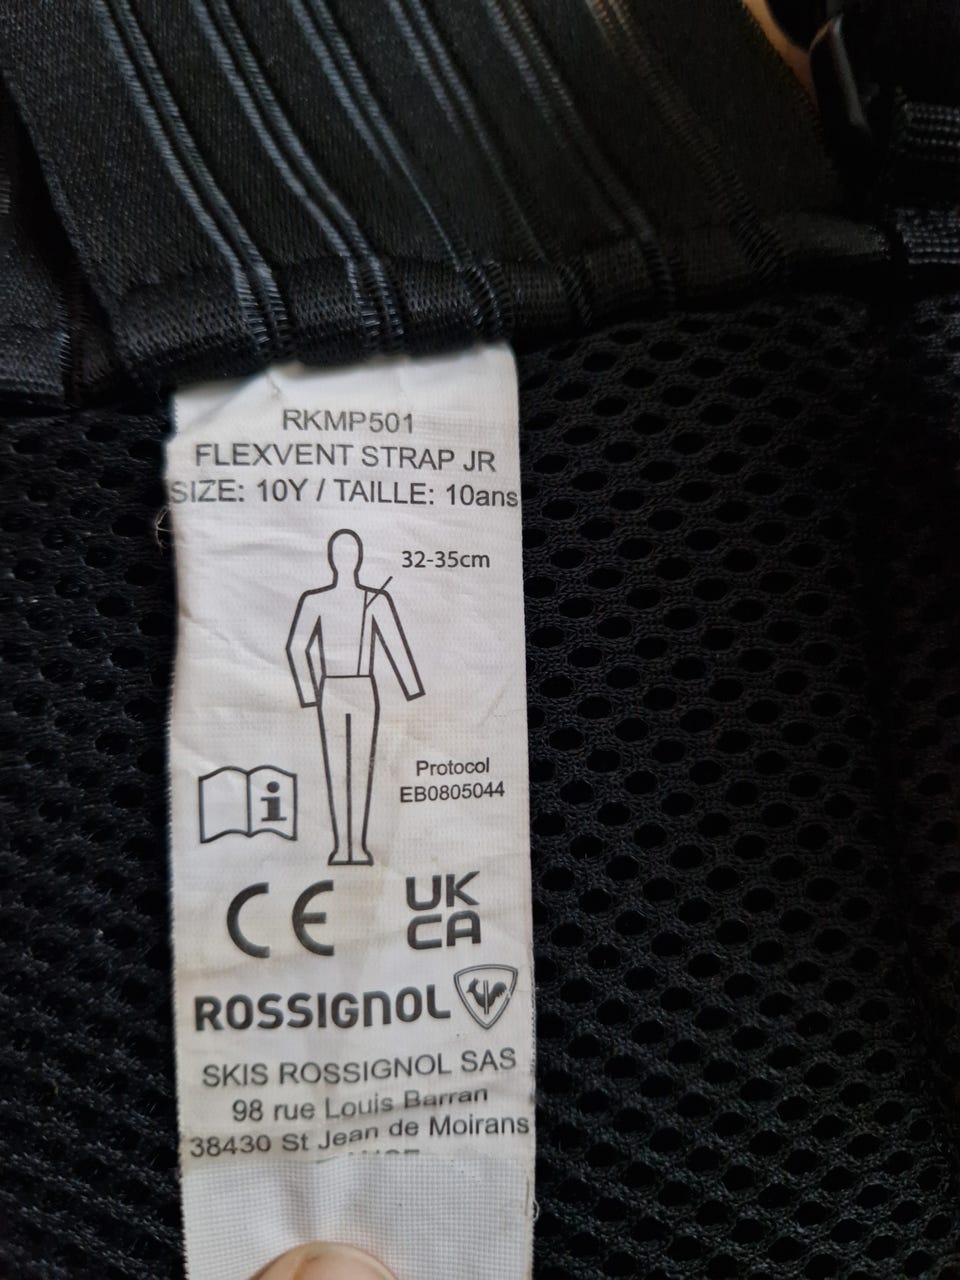 RKMP501
FLEXVENT STRAP JR
SIZE: 10Y / TAILLE: 10ans
32-35cm
Protocol
EB0805044
i
CE
UK
CA
ROSSIGNOL
SKIS ROSSIGNOL SAS
98 rue Louis Barran
38430 St Jean de Moirans